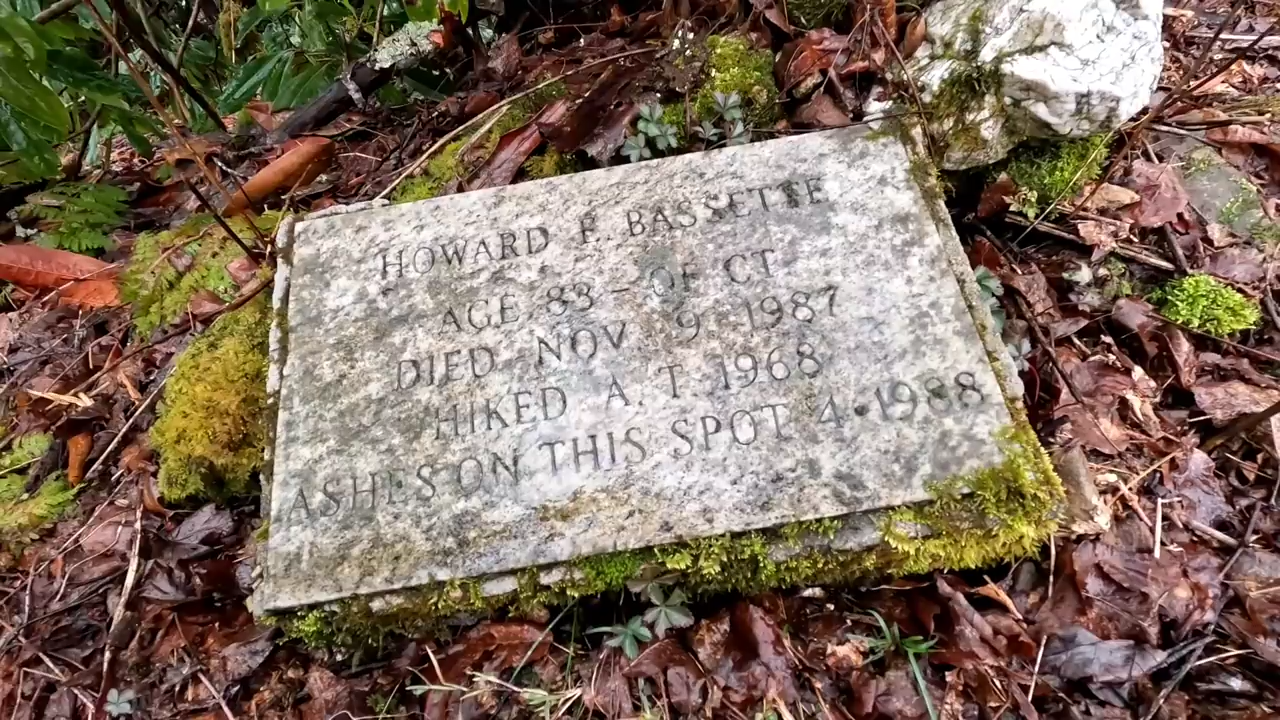 HOWARD E. BASSETTE
AGE 83 - OF CT
DIED NOV 9 1987
HIKED A. T. 1968
ASHES ON THIS SPOT 4•1988